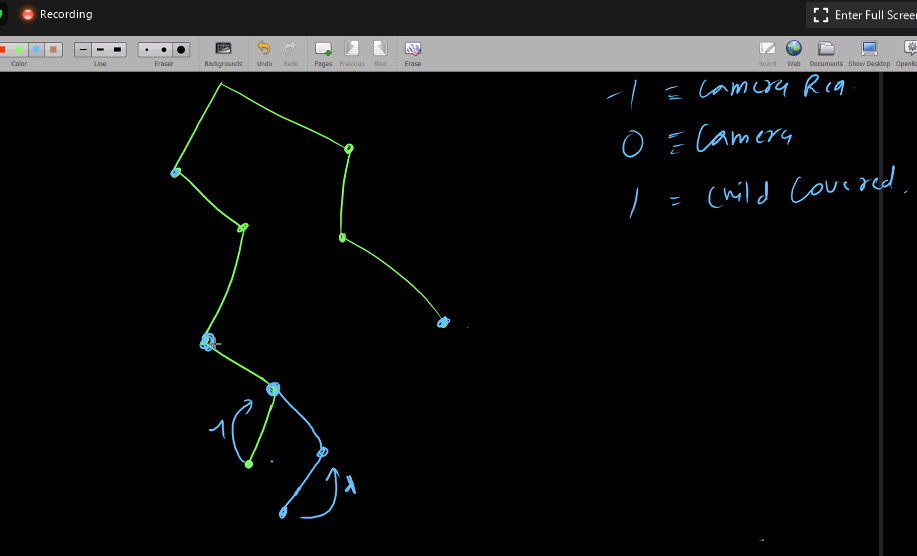 Recording
Enter Full Screen
Color
Line
Eraser
Backgrounds
Undo
Redo
Pages
Previous
Next
Erase
Board
Web
Documents
Show Desktop
-1 ≡ Camera Req.
0 ≡ Camera
1 = Child Covered.
-1